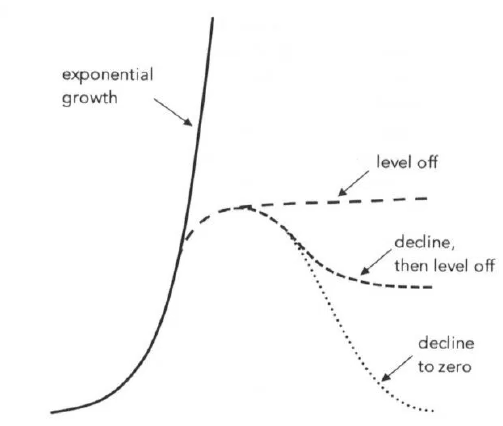 exponential
growth
level off
decline,
then level off
decline
to zero